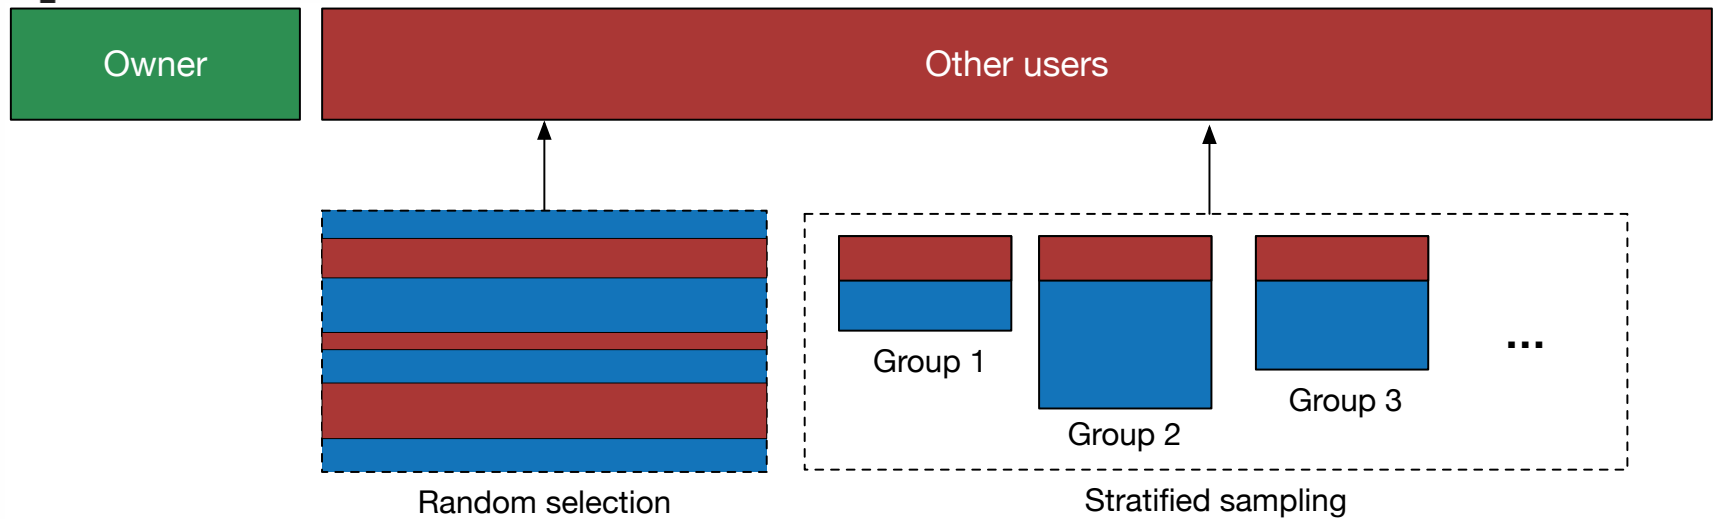 Owner
Other users
Group 1
Group 2
Group 3
...
Random selection
Stratified sampling